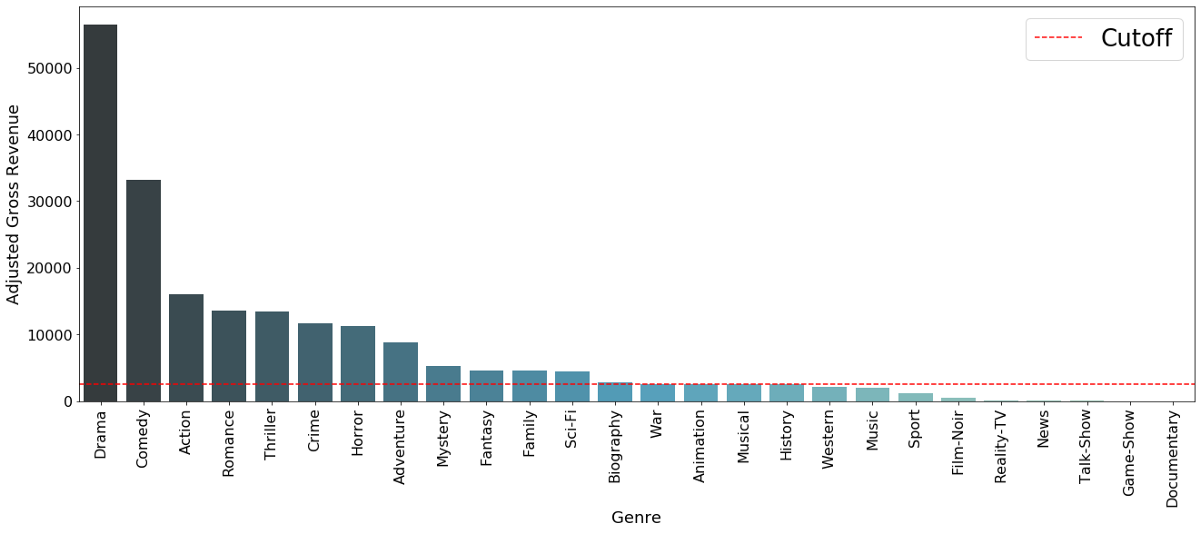 Cutoff
Adjusted Gross Revenue
50000
40000
30000
20000
10000
0
Drama
Comedy
Action
Romance
Thriller
Crime
Horror
Adventure
Mystery
Fantasy
Family
Sci-Fi
Biography
War
Animation
Musical
History
Western
Music
Sport
Film-Noir
Reality-TV
News
Talk-Show
Game-Show
Documentary
Genre